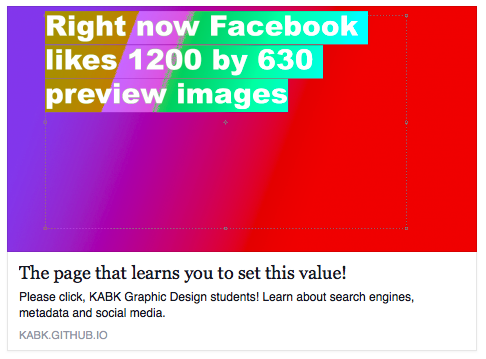 Right now Facebook
likes 1200 by 630
preview images
The page that learns you to set this value!
Please click, KABK Graphic Design students! Learn about search engines,
metadata and social media.
KABK.GITHUB.IO